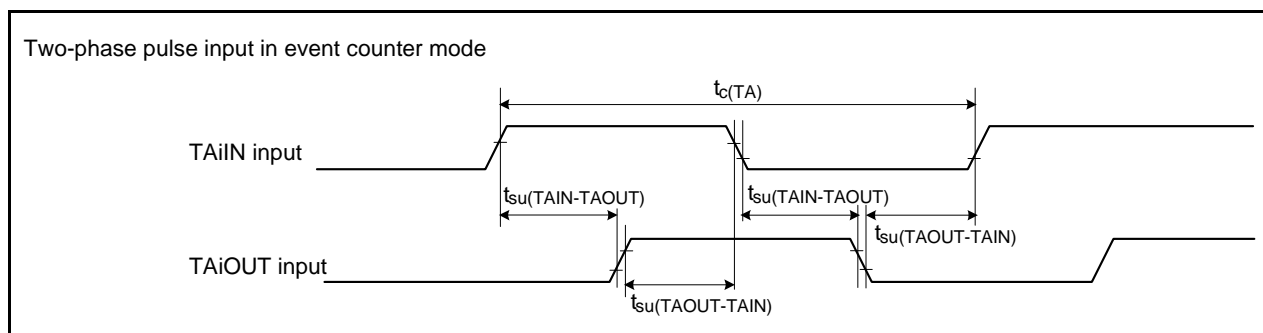 Two-phase pulse input in event counter mode
tc(TA)
TAiIN input
tsu(TAIN-TAOUT)
tsu(TAIN-TAOUT)
tsu(TAOUT-TAIN)
TAiOUT input
tsu(TAOUT-TAIN)